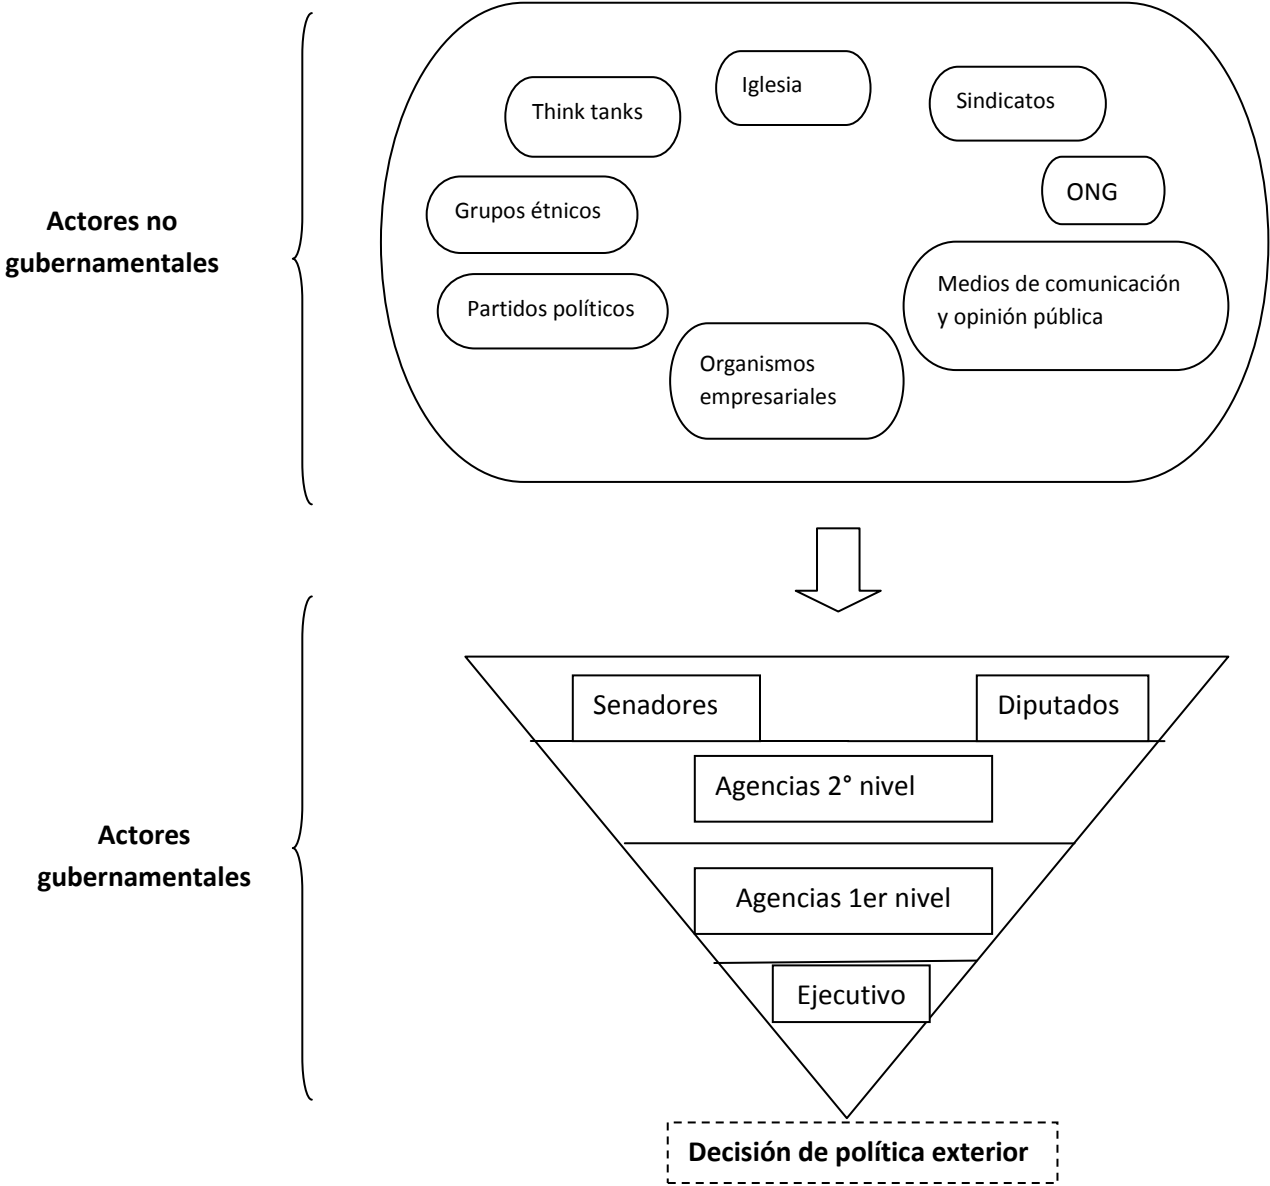 Iglesia
Sindicatos
Think tanks
ONG
Grupos étnicos
Actores no
gubernamentales
Medios de comunicación
y opinión pública
Partidos políticos
Organismos
empresariales
Senadores
Diputados
Agencias 2° nivel
Actores
gubernamentales
Agencias 1er nivel
Ejecutivo
Decisión de política exterior